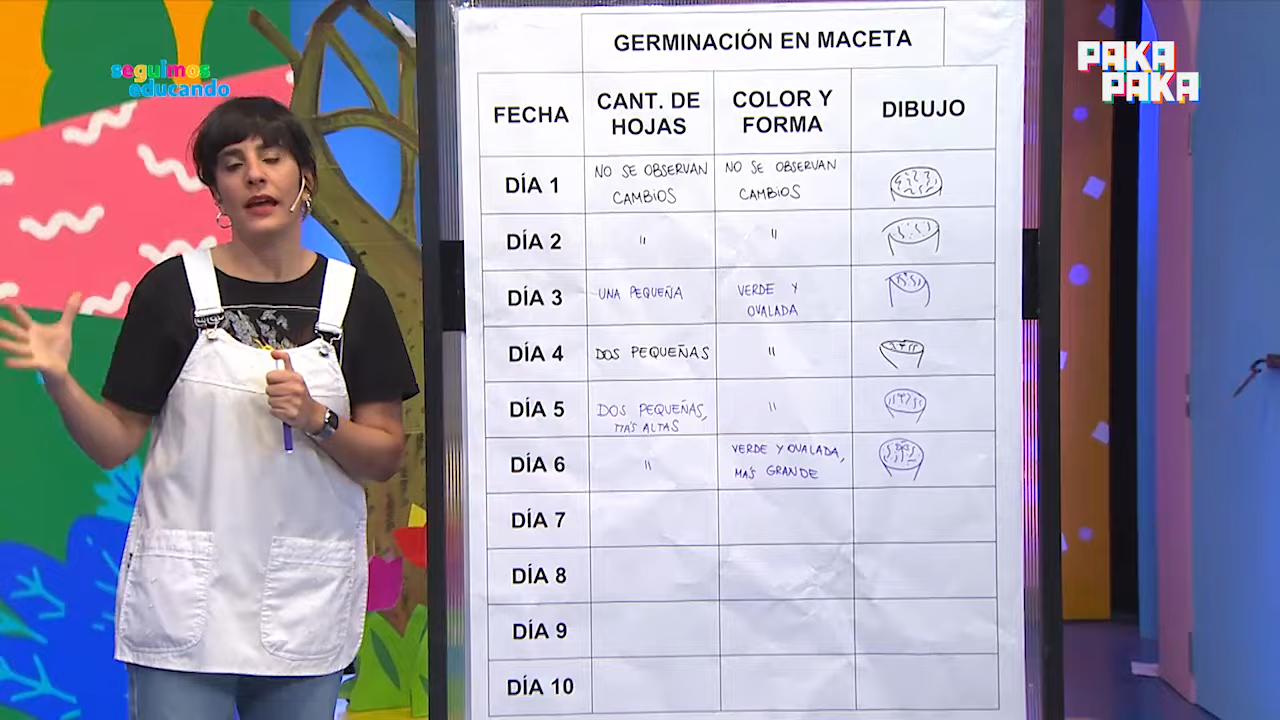 seguimos
educando
PAKA
PAKA
GERMINACIÓN EN MACETA
FECHA
CANT. DE
HOJAS
COLOR Y
FORMA
DIBUJO
DÍA 1
NO SE OBSERVAN
CAMBIOS
NO SE OBSERVAN
CAMBIOS
DÍA 2
"
"
DÍA 3
UNA PEQUEÑA
VERDE Y
OVALADA
DÍA 4
DOS PEQUEÑAS
"
DÍA 5
DOS PEQUEÑAS,
MÁS ALTAS
"
DÍA 6
"
VERDE Y OVALADA,
MÁS GRANDE
DÍA 7
DÍA 8
DÍA 9
DÍA 10